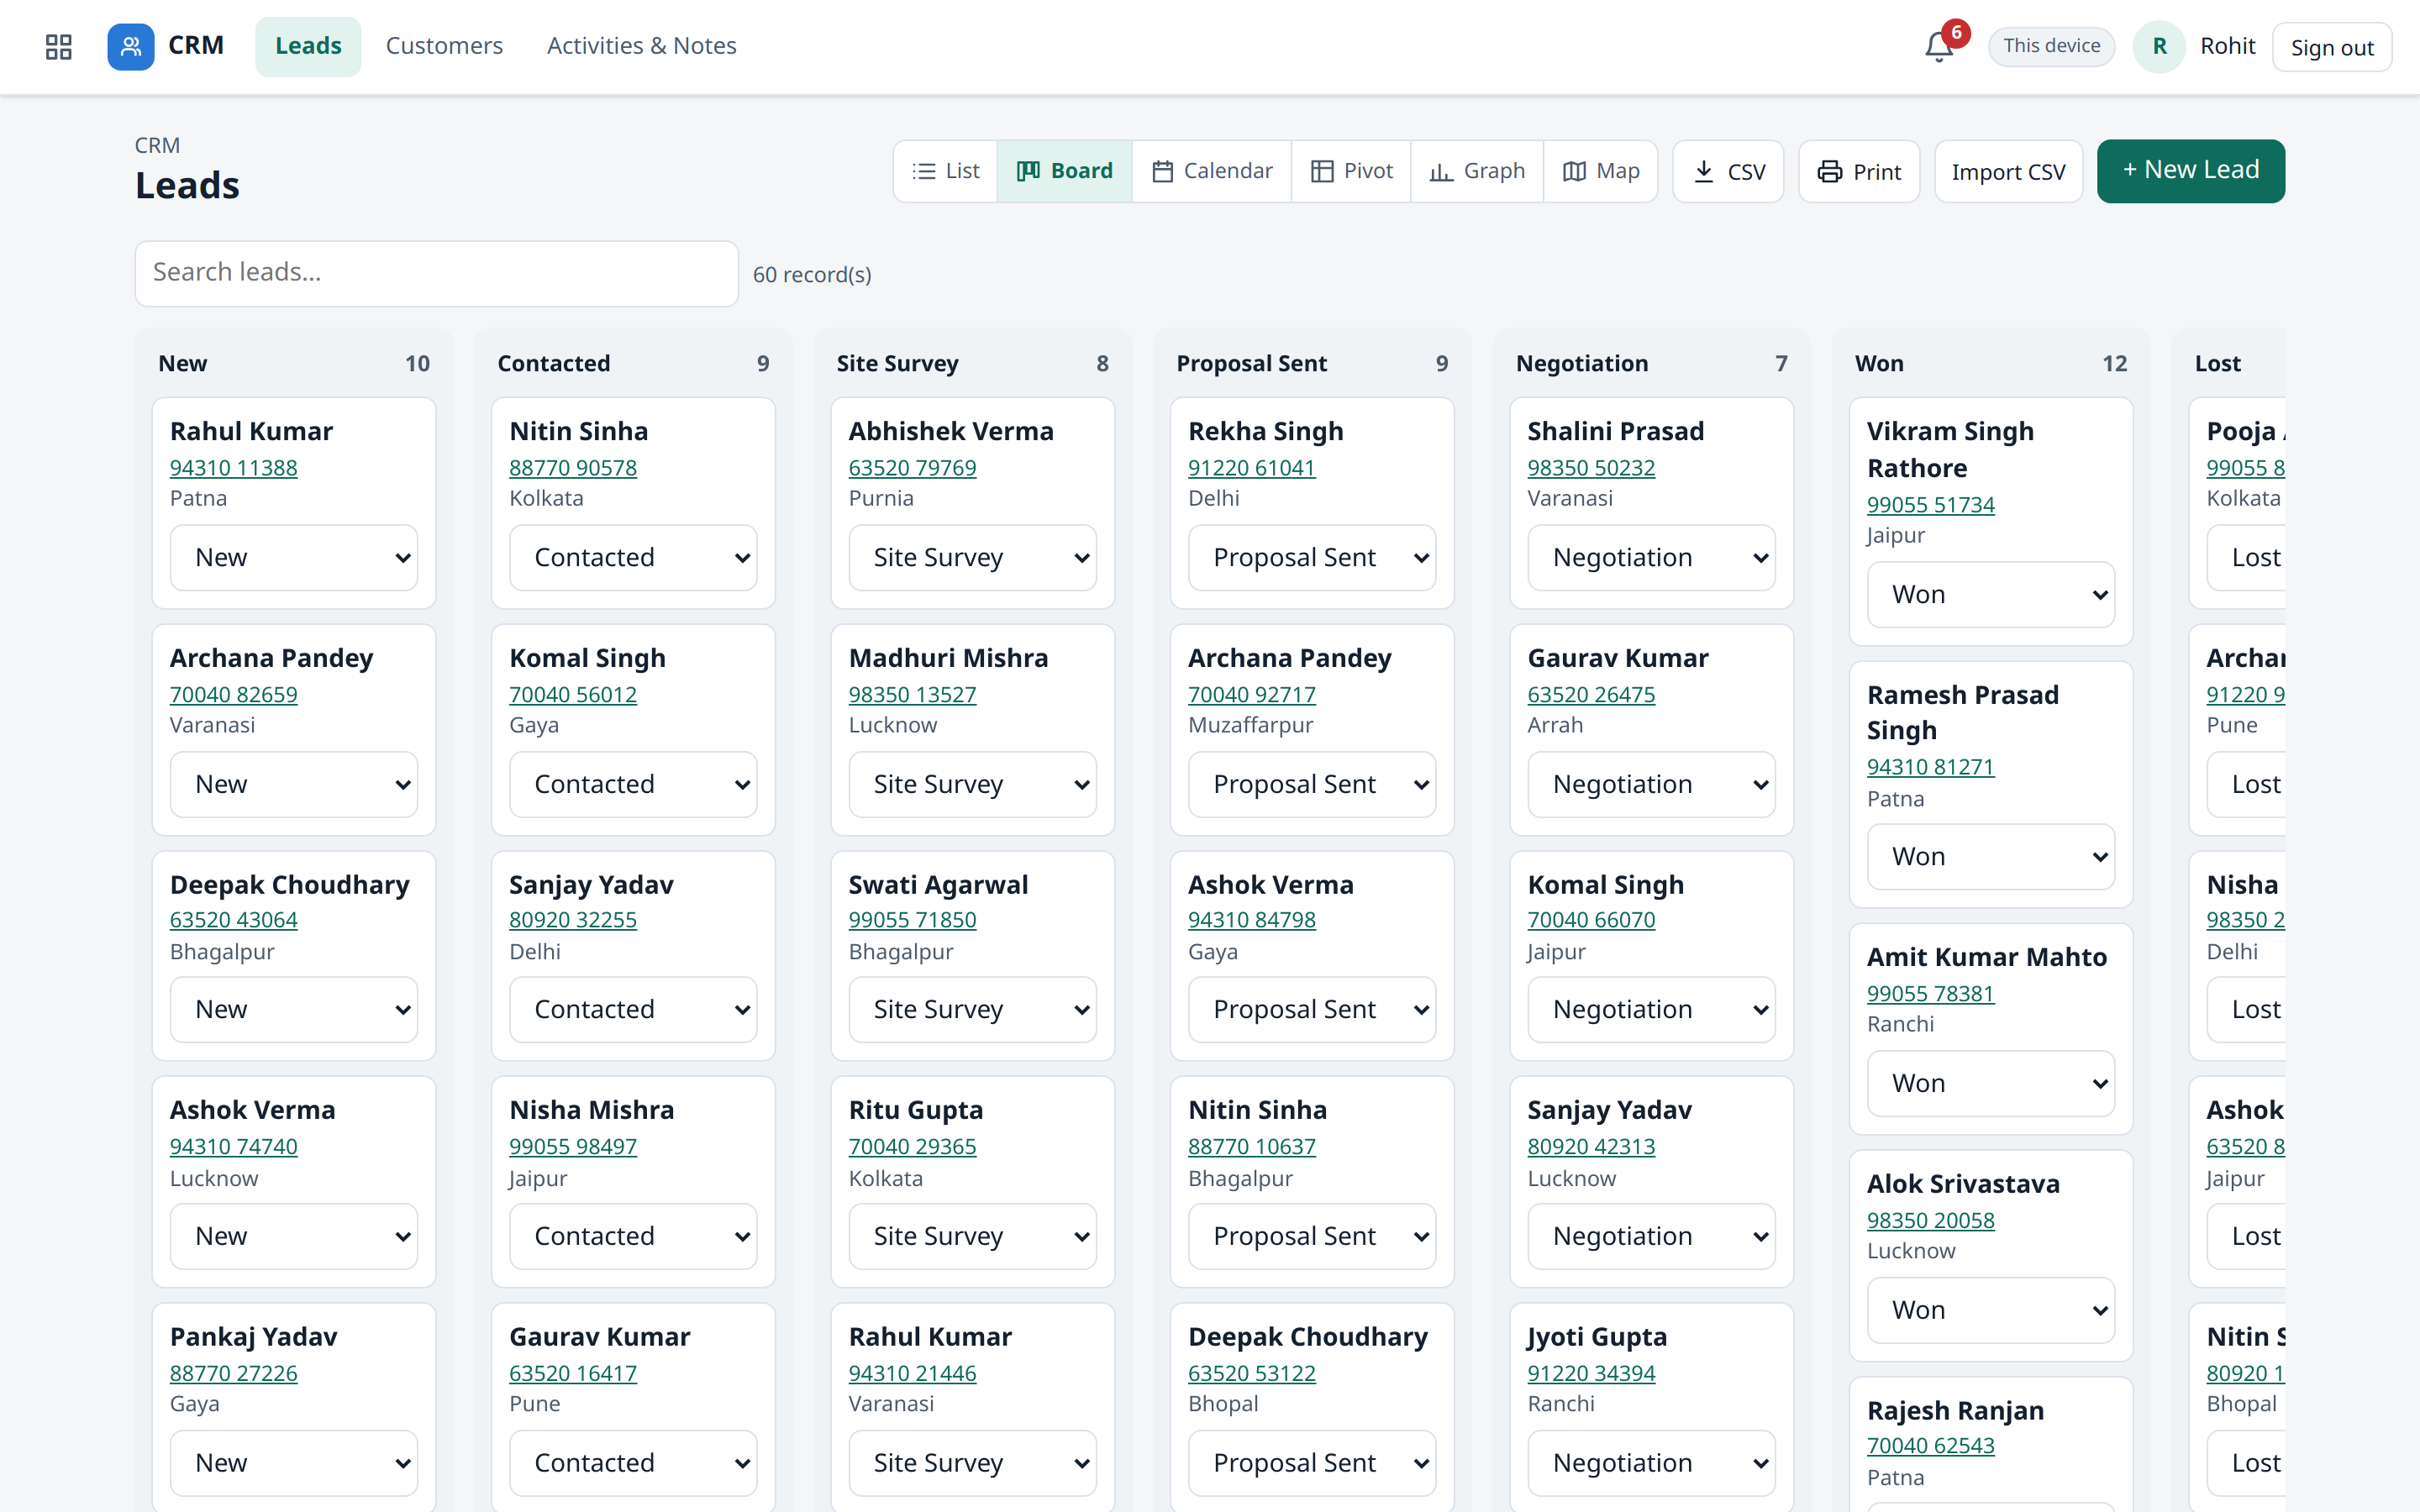 CRM
Leads
Customers
Activities & Notes
6
This device
R
Rohit
Sign out
CRM
Leads
List
Board
Calendar
Pivot
Graph
Map
CSV
Print
Import CSV
+ New Lead
Search leads...
60 record(s)
New 10
Rahul Kumar
94310 11388
Patna
New
Archana Pandey
70040 82659
Varanasi
New
Deepak Choudhary
63520 43064
Bhagalpur
New
Ashok Verma
94310 74740
Lucknow
New
Pankaj Yadav
88770 27226
Gaya
New
Contacted 9
Nitin Sinha
88770 90578
Kolkata
Contacted
Komal Singh
70040 56012
Gaya
Contacted
Sanjay Yadav
80920 32255
Delhi
Contacted
Nisha Mishra
99055 98497
Jaipur
Contacted
Gaurav Kumar
63520 16417
Pune
Contacted
Site Survey 8
Abhishek Verma
63520 79769
Purnia
Site Survey
Madhuri Mishra
98350 13527
Lucknow
Site Survey
Swati Agarwal
99055 71850
Bhagalpur
Site Survey
Ritu Gupta
70040 29365
Kolkata
Site Survey
Rahul Kumar
94310 21446
Varanasi
Site Survey
Proposal Sent 9
Rekha Singh
91220 61041
Delhi
Proposal Sent
Archana Pandey
70040 92717
Muzaffarpur
Proposal Sent
Ashok Verma
94310 84798
Gaya
Proposal Sent
Nitin Sinha
88770 10637
Bhagalpur
Proposal Sent
Deepak Choudhary
63520 53122
Bhopal
Proposal Sent
Negotiation 7
Shalini Prasad
98350 50232
Varanasi
Negotiation
Gaurav Kumar
63520 26475
Arrah
Negotiation
Komal Singh
70040 66070
Jaipur
Negotiation
Sanjay Yadav
80920 42313
Lucknow
Negotiation
Jyoti Gupta
91220 34394
Ranchi
Negotiation
Won 12
Vikram Singh
Rathore
99055 51734
Jaipur
Won
Ramesh Prasad
Singh
94310 81271
Patna
Won
Amit Kumar Mahto
99055 78381
Ranchi
Won
Alok Srivastava
98350 20058
Lucknow
Won
Rajesh Ranjan
70040 62543
Patna
Lost
Pooja
99055 8
Kolkata
Lost
91220 9
Pune
Lost
Nisha
98350 2
Delhi
Lost
Ashok
63520 8
Jaipur
Lost
Nitin
80920 1
Bhopal
Lost